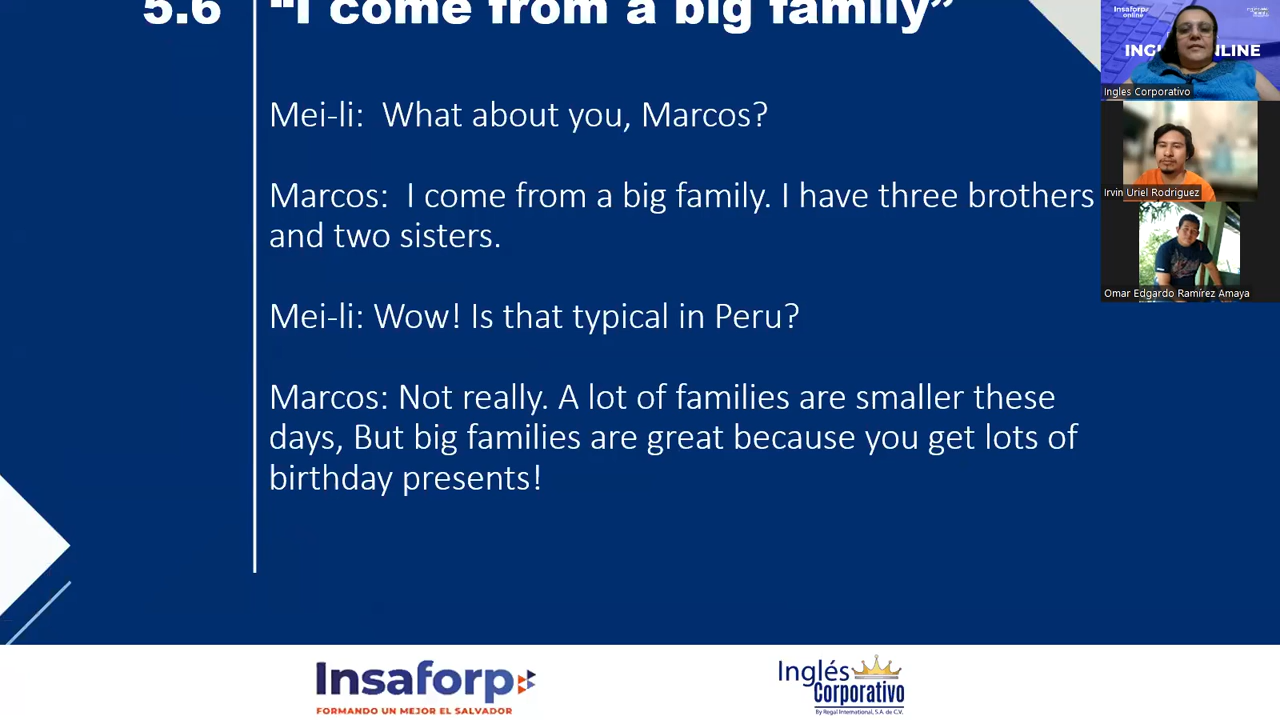 5.6
“I come from a big family”
Mei-li: What about you, Marcos?
Marcos: I come from a big family. I have three brothers
and two sisters.
Mei-li: Wow! Is that typical in Peru?
Marcos: Not really. A lot of families are smaller these
days, But big families are great because you get lots of
birthday presents!
Insaforp
online
Ingles Corporativo
Irvin Uriel Rodriguez
Omar Edgardo Ramírez Amaya
Insaforp
FORMANDO UN MEJOR EL SALVADOR
Inglés
Corporativo
By Regal International, S.A. de C.V.